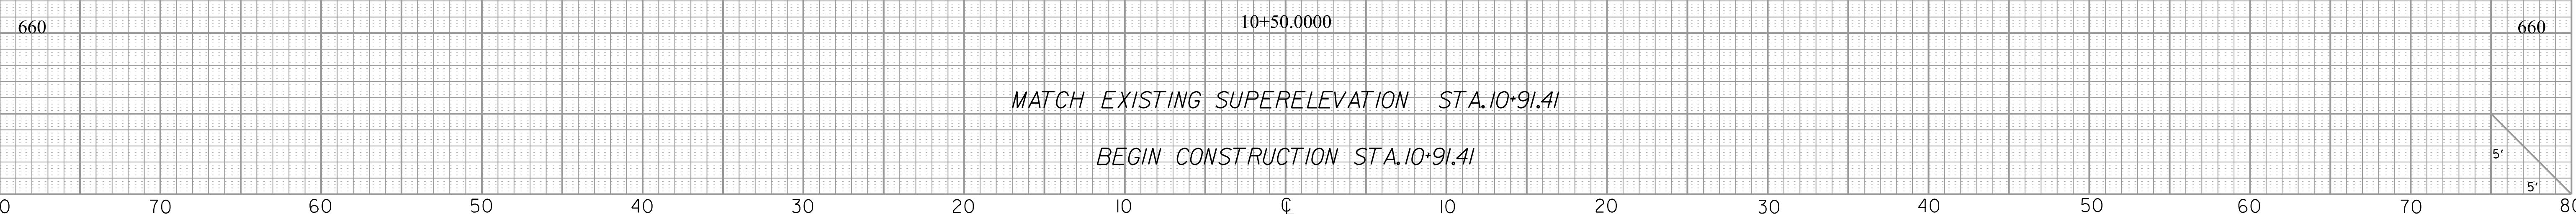 660 10+50.0000 660
MATCH EXISTING SUPERELEVATION STA.10+91.41
BEGIN CONSTRUCTION STA.10+91.41
5'
5'
0 70 60 50 40 30 20 10 ℄ 10 20 30 40 50 60 70 80